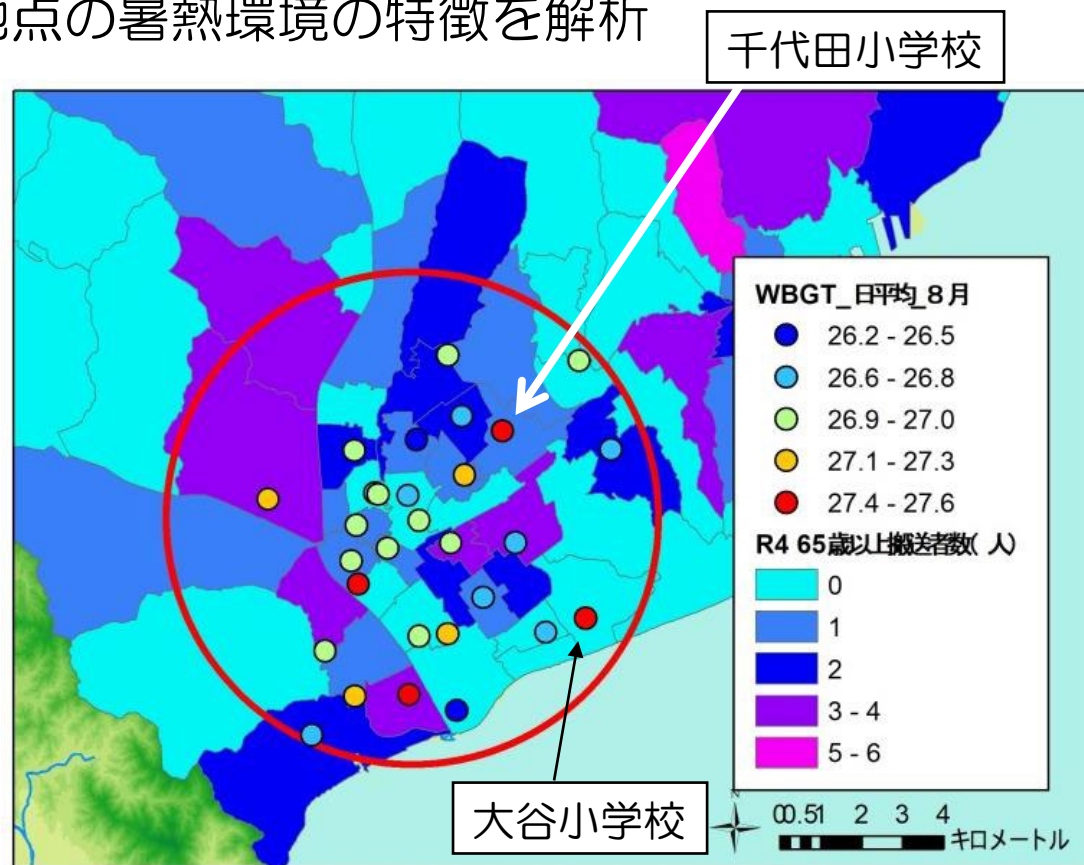 地点の暑熱環境の特徴を解析
千代田小学校
WBGT_日平均_8月
26.2 - 26.5
26.6 - 26.8
26.9 - 27.0
27.1 - 27.3
27.4 - 27.6
R4 65歳以上搬送者数( 人)
0
1
2
3 - 4
5 - 6
大谷小学校
N
00.51 2 3 4
キロメートル